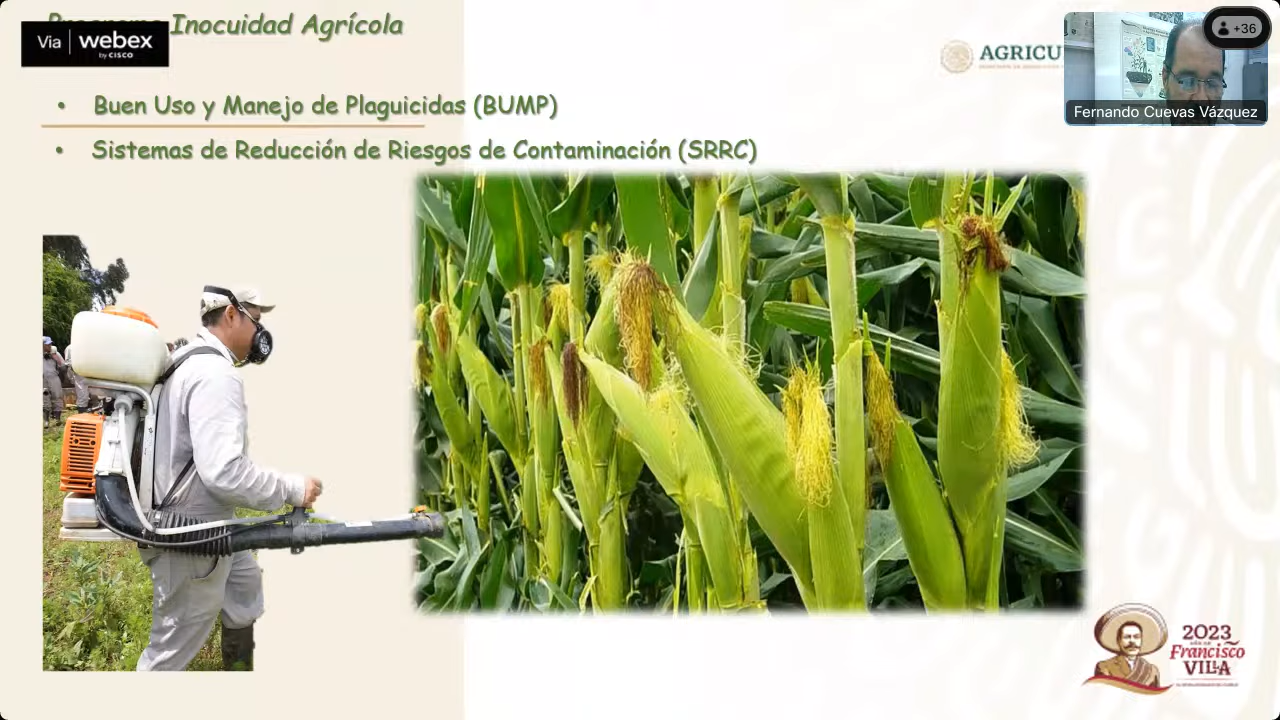 Inocuidad Agrícola
Via webex
by CISCO
+36
AGRICU
Fernando Cuevas Vázquez
• Buen Uso y Manejo de Plaguicidas (BUMP)
• Sistemas de Reducción de Riesgos de Contaminación (SRRC)
2023
Francisco
VILLA